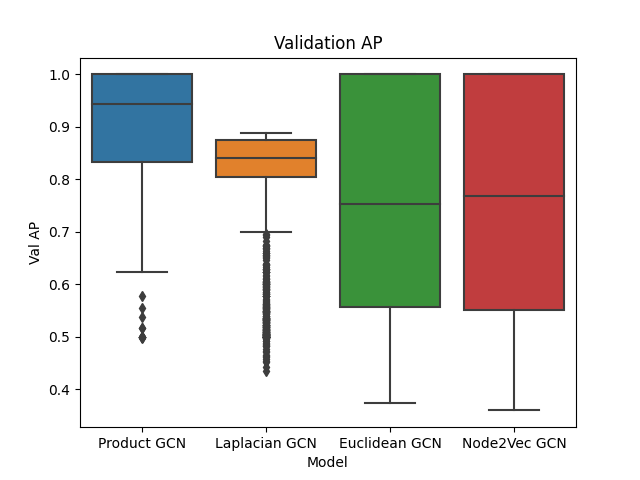 Validation AP
Val AP
1.0
0.9
0.8
0.7
0.6
0.5
0.4
Product GCN
Laplacian GCN
Euclidean GCN
Node2Vec GCN
Model